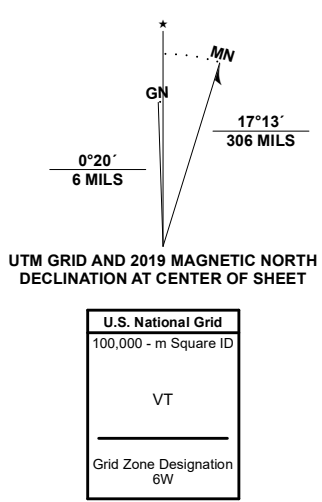 ★
MN
GN
17°13´
306 MILS
0°20´
6 MILS
UTM GRID AND 2019 MAGNETIC NORTH
DECLINATION AT CENTER OF SHEET
U.S. National Grid
100,000 - m Square ID
VT
Grid Zone Designation
6W